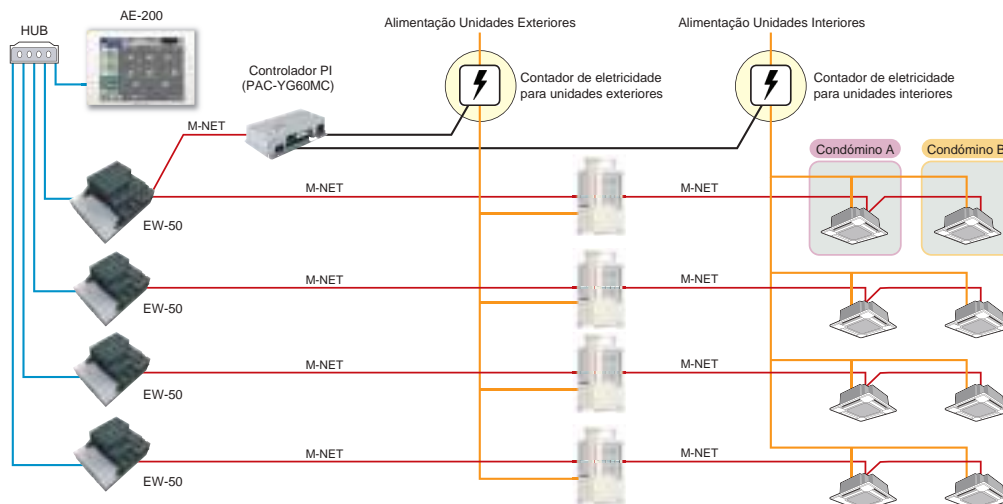 AE-200
HUB
Alimentação Unidades Exteriores
Alimentação Unidades Interiores
Controlador PI
(PAC-YG60MC)
Contador de eletricidade
para unidades exteriores
Contador de eletricidade
para unidades interiores
M-NET
Condómino A
Condómino B
M-NET
M-NET
EW-50
M-NET
M-NET
EW-50
M-NET
M-NET
EW-50
M-NET
M-NET
EW-50